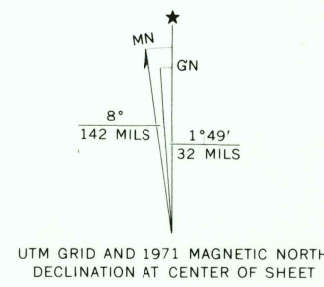 MN
GN
8°
142 MILS
1°49′
32 MILS
UTM GRID AND 1971 MAGNETIC NORTH
DECLINATION AT CENTER OF SHEET